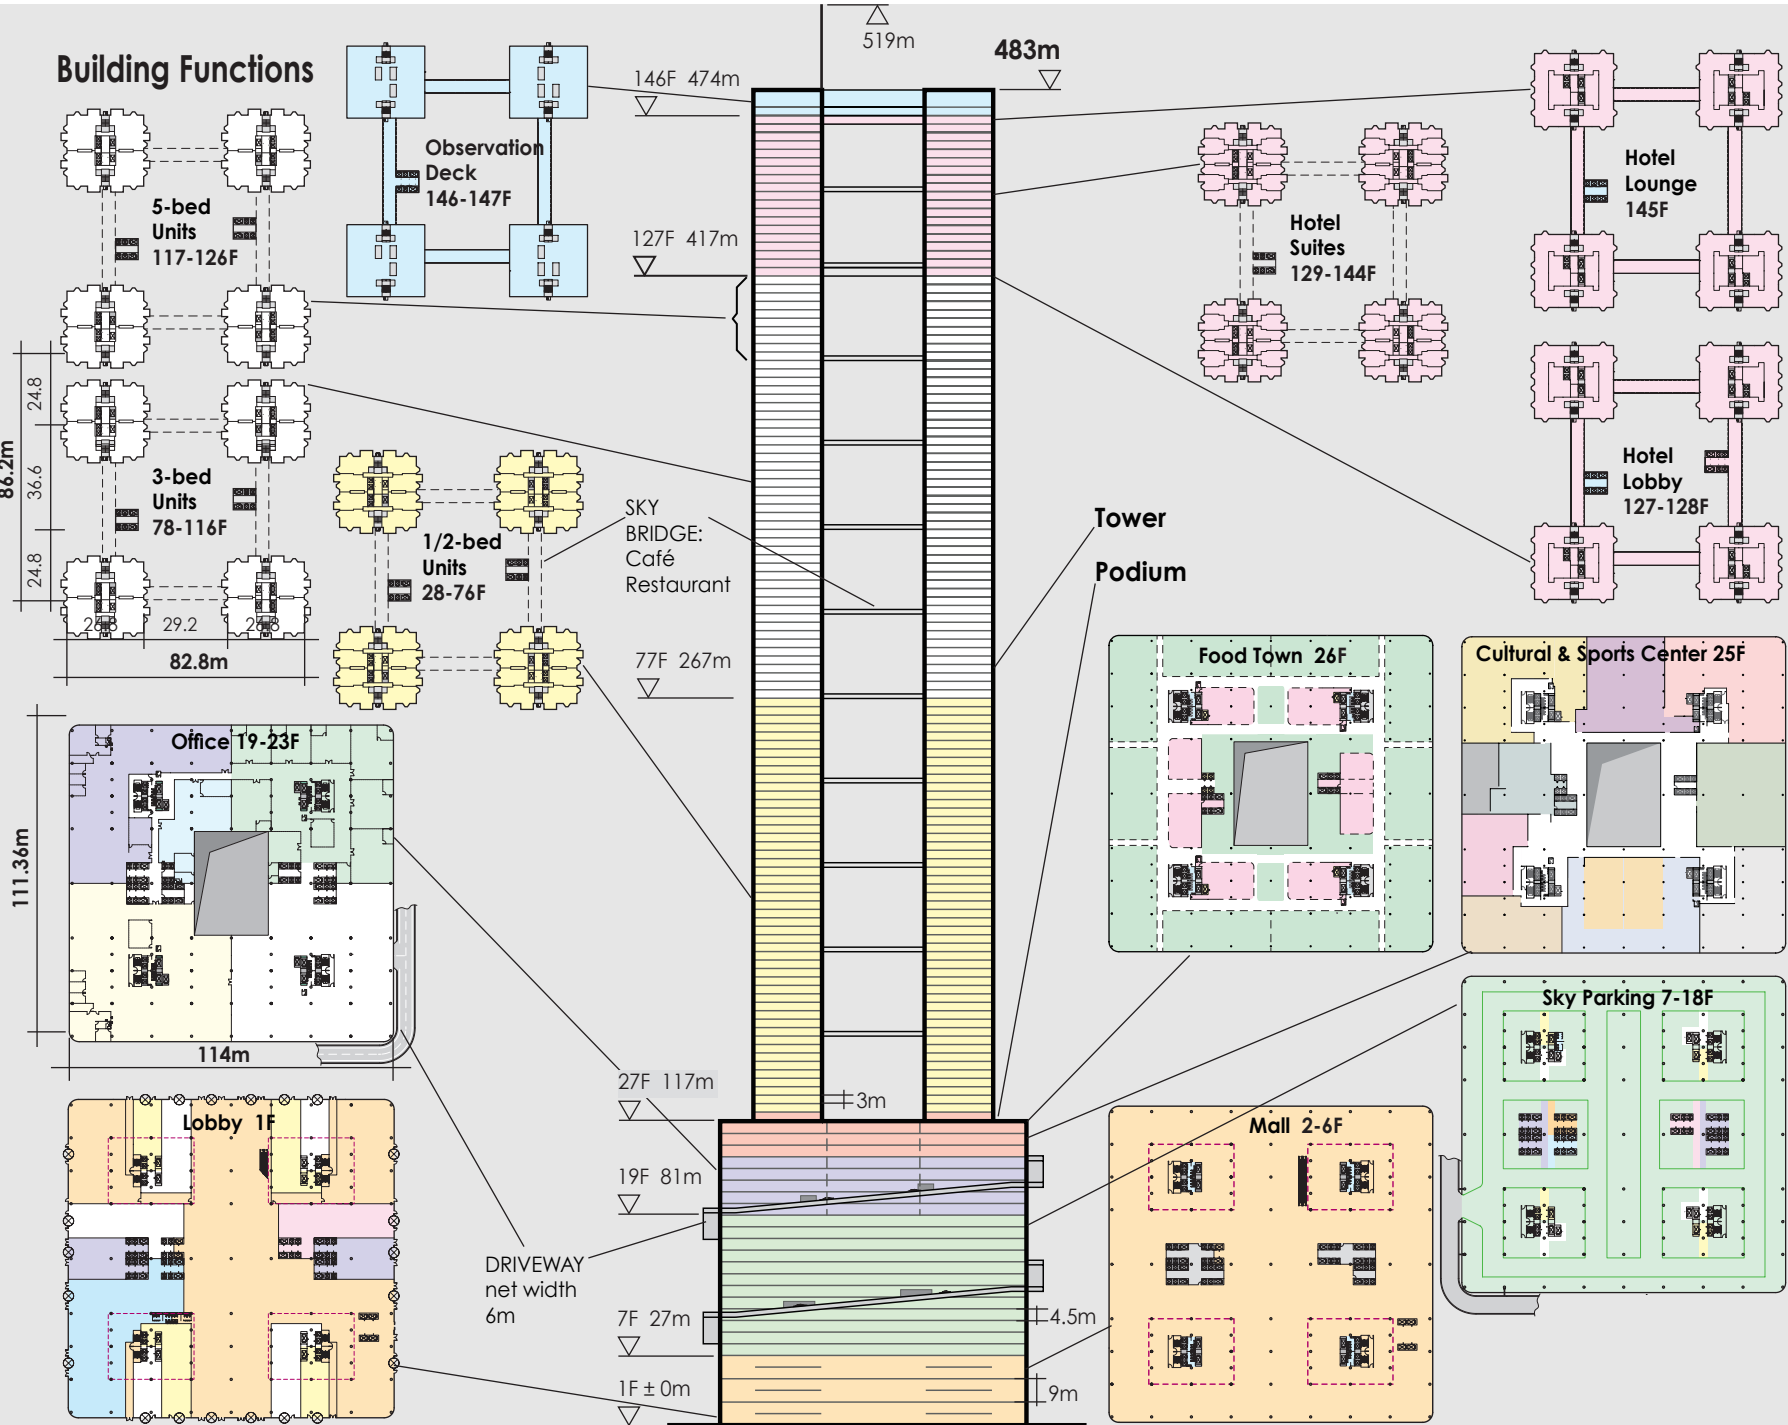 Building Functions
519m
483m
146F 474m
Observation
Deck
146-147F
5-bed
Units
117-126F
127F 417m
Hotel
Suites
129-144F
Hotel
Lounge
145F
24.8
36.6
24.8
86.2m
3-bed
Units
78-116F
26.8
29.2
26.8
82.8m
1/2-bed
Units
28-76F
SKY
BRIDGE:
Café
Restaurant
Tower
Podium
Hotel
Lobby
127-128F
77F 267m
Food Town 26F
Cultural & Sports Center 25F
Office 19-23F
111.36m
114m
Sky Parking 7-18F
27F 117m
3m
Lobby 1F
Mall 2-6F
19F 81m
DRIVEWAY
net width
6m
7F 27m
4.5m
1F ± 0m
9m